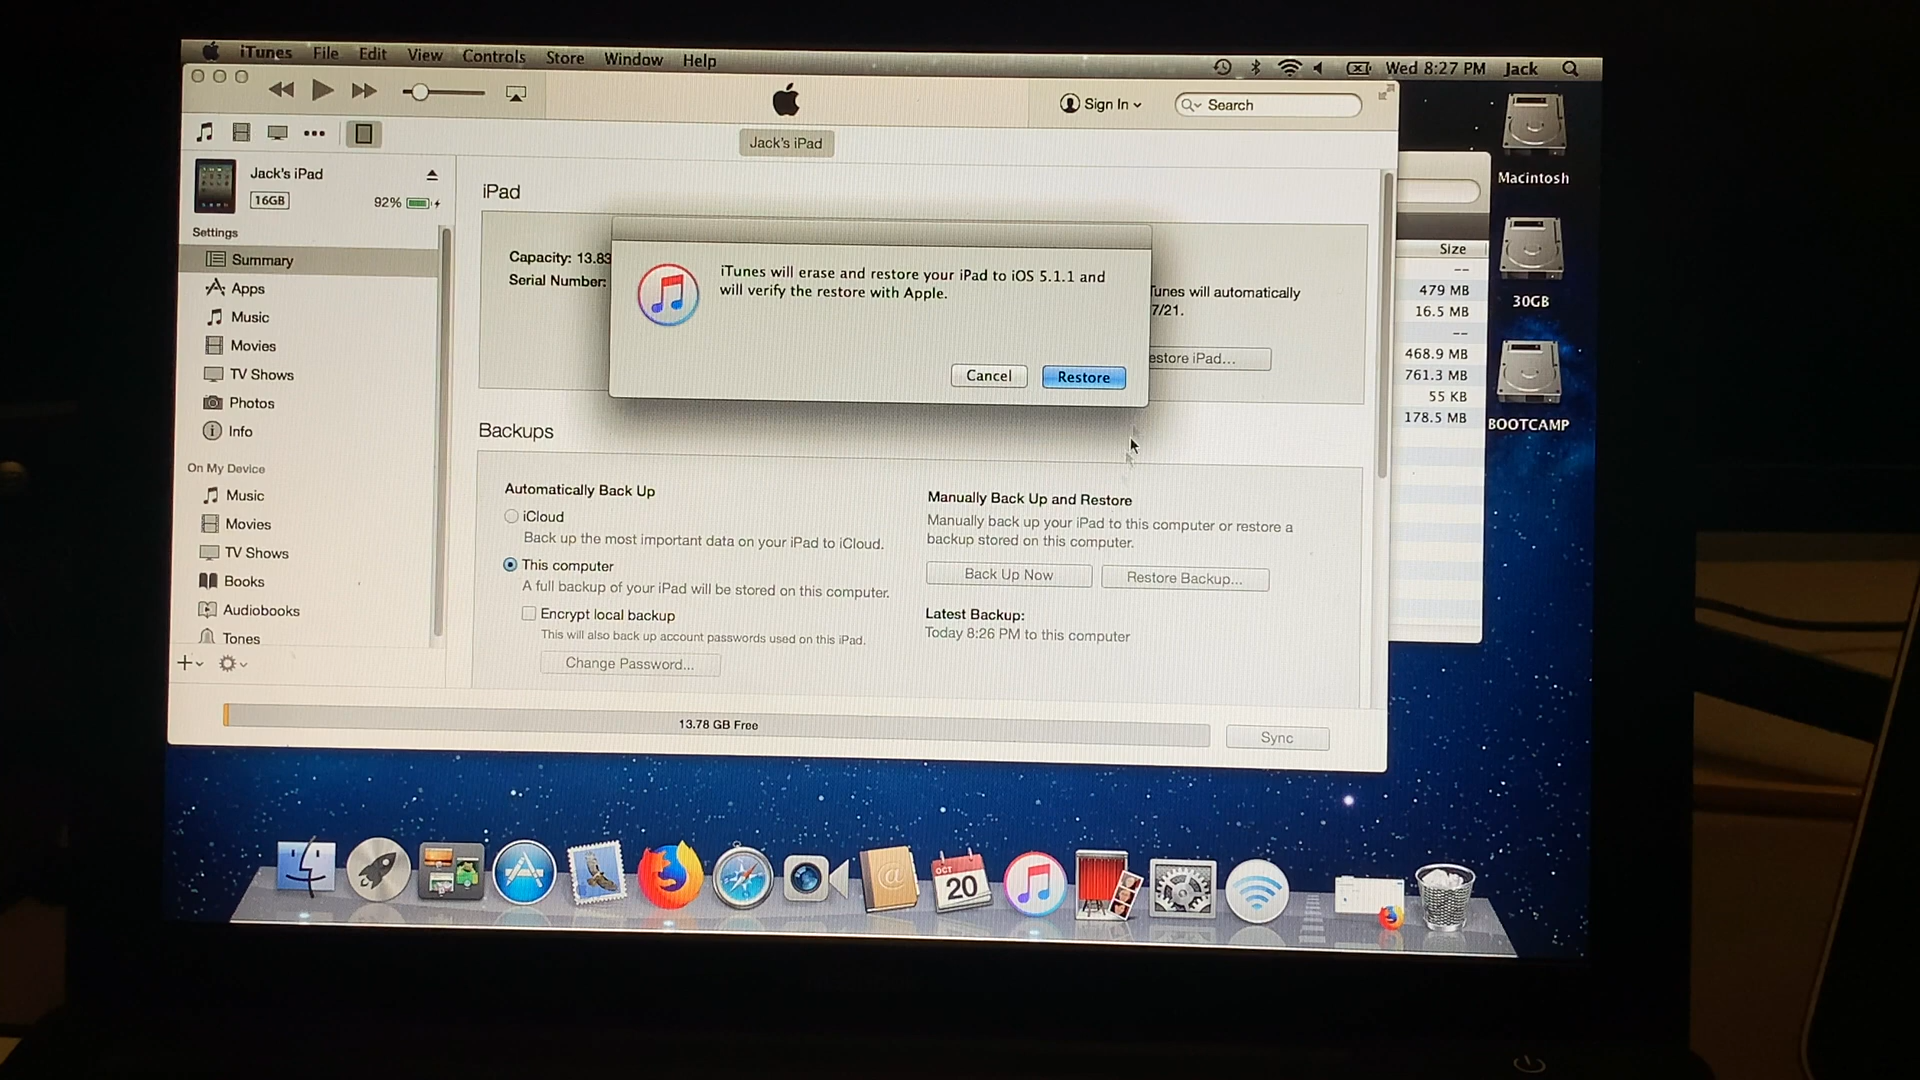 iTunes File Edit View Controls Store Window Help
Wed 8:27 PM Jack
Sign In
Search
Jack's iPad
Jack's iPad
16GB
92%
Settings
Summary
Apps
Music
Movies
TV Shows
Photos
Info
On My Device
Music
Movies
TV Shows
Books
Audiobooks
Tones
iPad
Capacity: 13.83
Serial Number:
iTunes will erase and restore your iPad to iOS 5.1.1 and
will verify the restore with Apple.
Cancel
Restore
Tunes will automatically
7/21.
estore iPad...
Backups
Automatically Back Up
iCloud
Back up the most important data on your iPad to iCloud.
This computer
A full backup of your iPad will be stored on this computer.
Encrypt local backup
This will also back up account passwords used on this iPad.
Change Password...
Manually Back Up and Restore
Manually back up your iPad to this computer or restore a
backup stored on this computer.
Back Up Now
Restore Backup...
Latest Backup:
Today 8:26 PM to this computer
13.78 GB Free
Sync
Size
--
479 MB
16.5 MB
--
468.9 MB
761.3 MB
55 KB
178.5 MB
Macintosh
30GB
BOOTCAMP
OCT
20